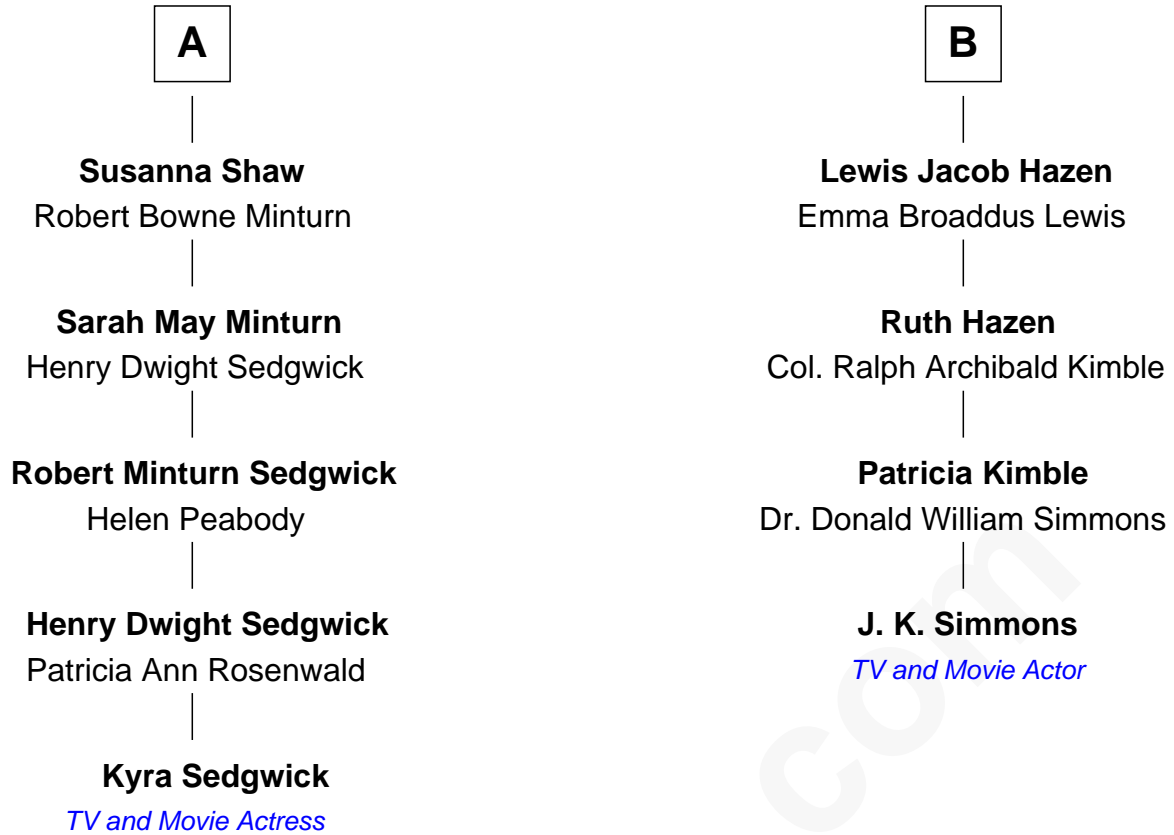 A
Susanna Shaw
Robert Bowne Minturn
Sarah May Minturn
Henry Dwight Sedgwick
Robert Minturn Sedgwick
Helen Peabody
Henry Dwight Sedgwick
Patricia Ann Rosenwald
Kyra Sedgwick
TV and Movie Actress
B
Lewis Jacob Hazen
Emma Broaddus Lewis
Ruth Hazen
Col. Ralph Archibald Kimble
Patricia Kimble
Dr. Donald William Simmons
J. K. Simmons
TV and Movie Actor
com